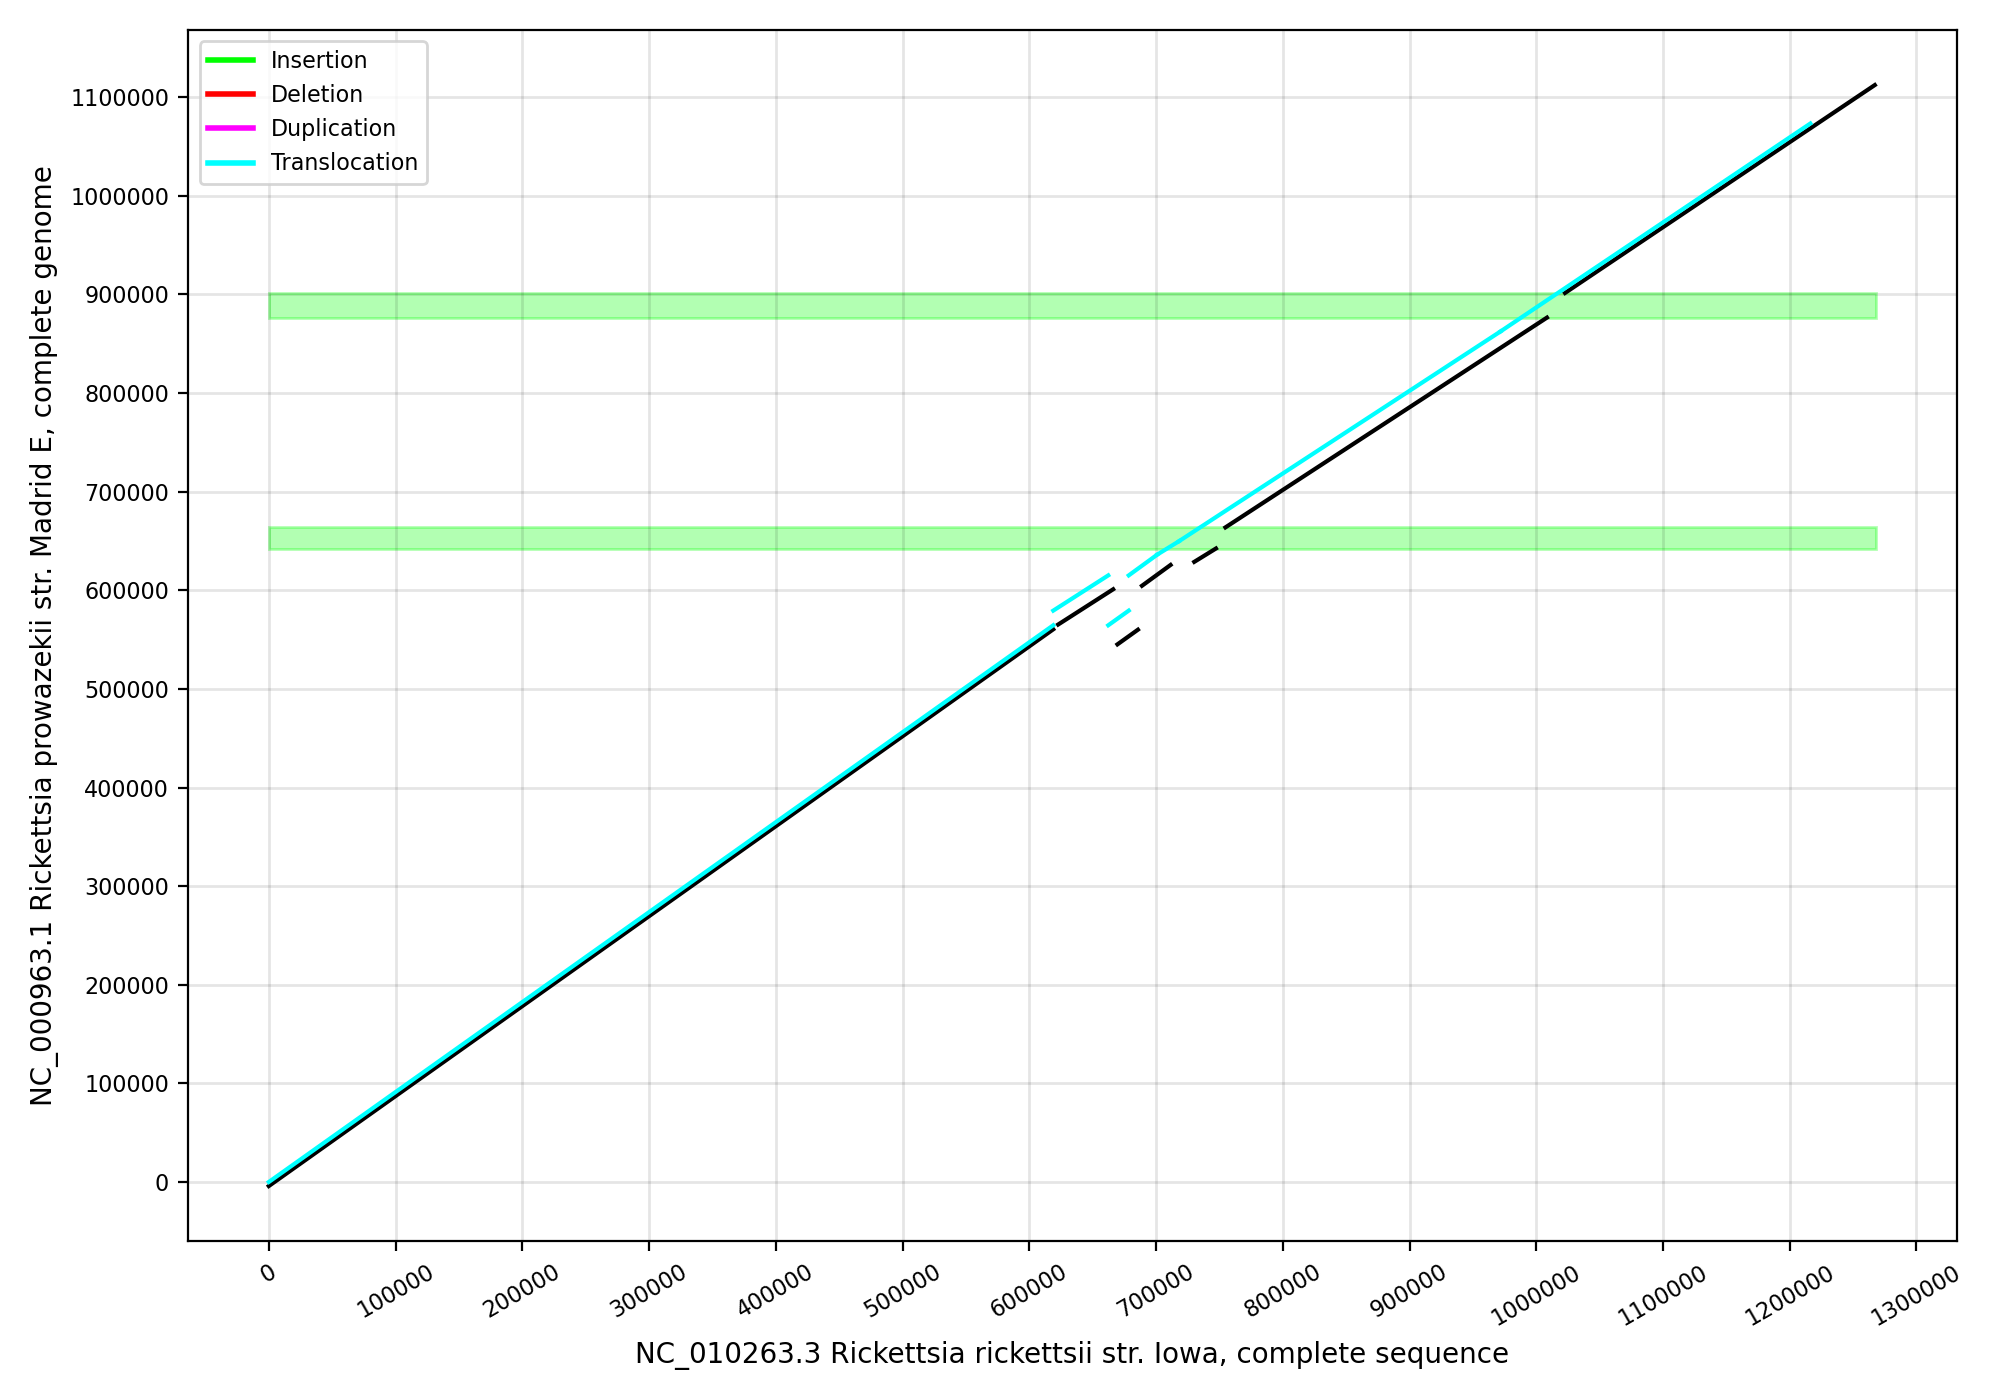 Insertion
Deletion
Duplication
Translocation
NC_000963.1 Rickettsia prowazekii str. Madrid E, complete genome
1100000
1000000
900000
800000
700000
600000
500000
400000
300000
200000
100000
0
0 100000 200000 300000 400000 500000 600000 700000 800000 900000 1000000 1100000 1200000 1300000
NC_010263.3 Rickettsia rickettsii str. Iowa, complete sequence